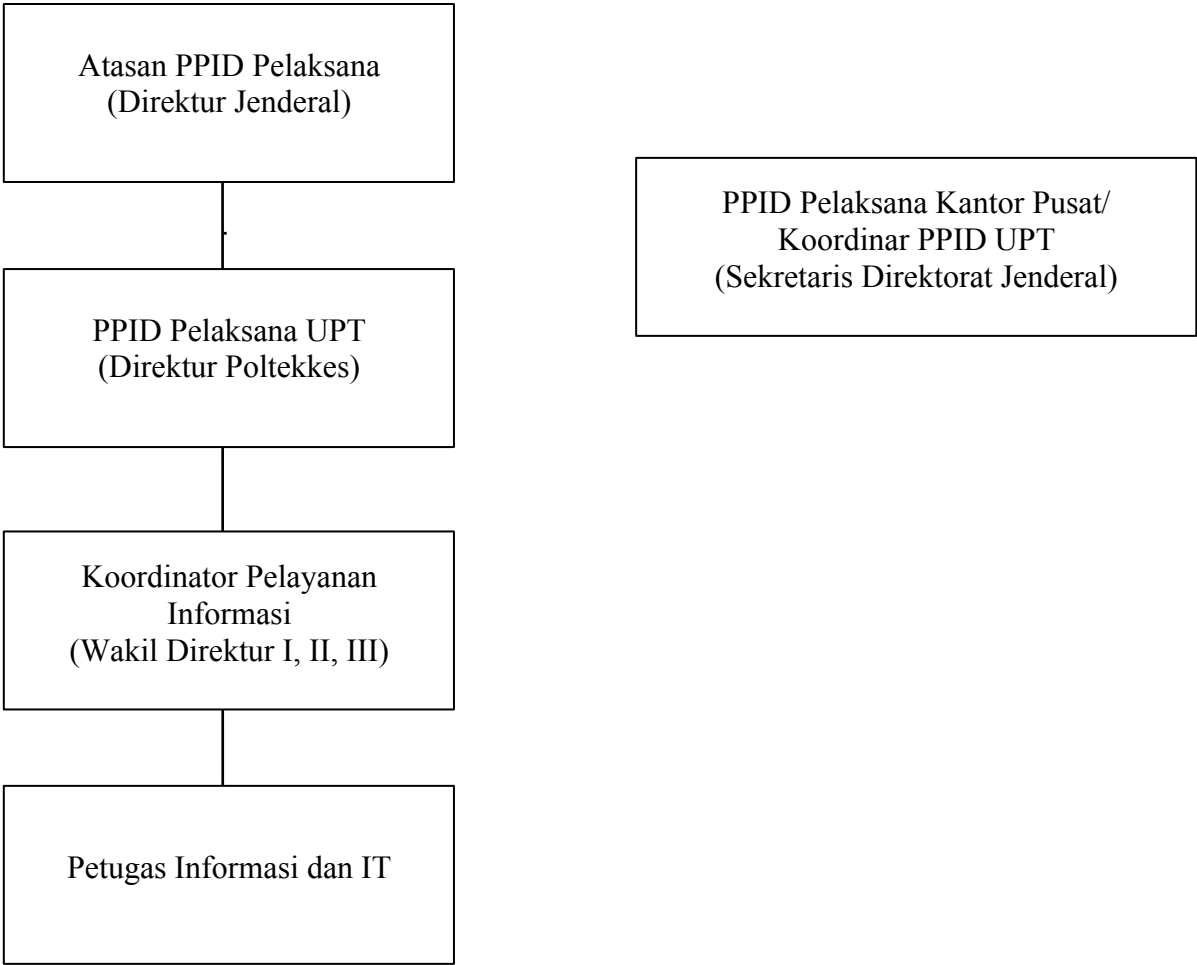 Atasan PPID Pelaksana
(Direktur Jenderal)
PPID Pelaksana Kantor Pusat/
Koordinar PPID UPT
(Sekretaris Direktorat Jenderal)
PPID Pelaksana UPT
(Direktur Poltekkes)
Koordinator Pelayanan
Informasi
(Wakil Direktur I, II, III)
Petugas Informasi dan IT